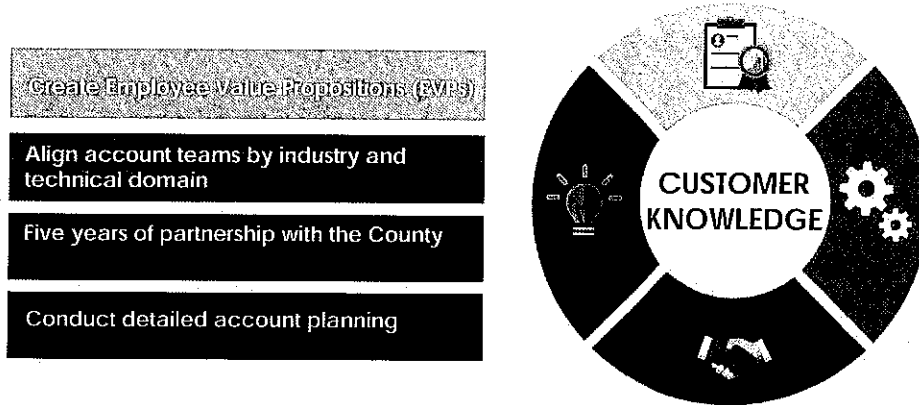 Create Employee Value Propositions (EVPs)
Align account teams by industry and
technical domain
Five years of partnership with the County
Conduct detailed account planning
CUSTOMER
KNOWLEDGE